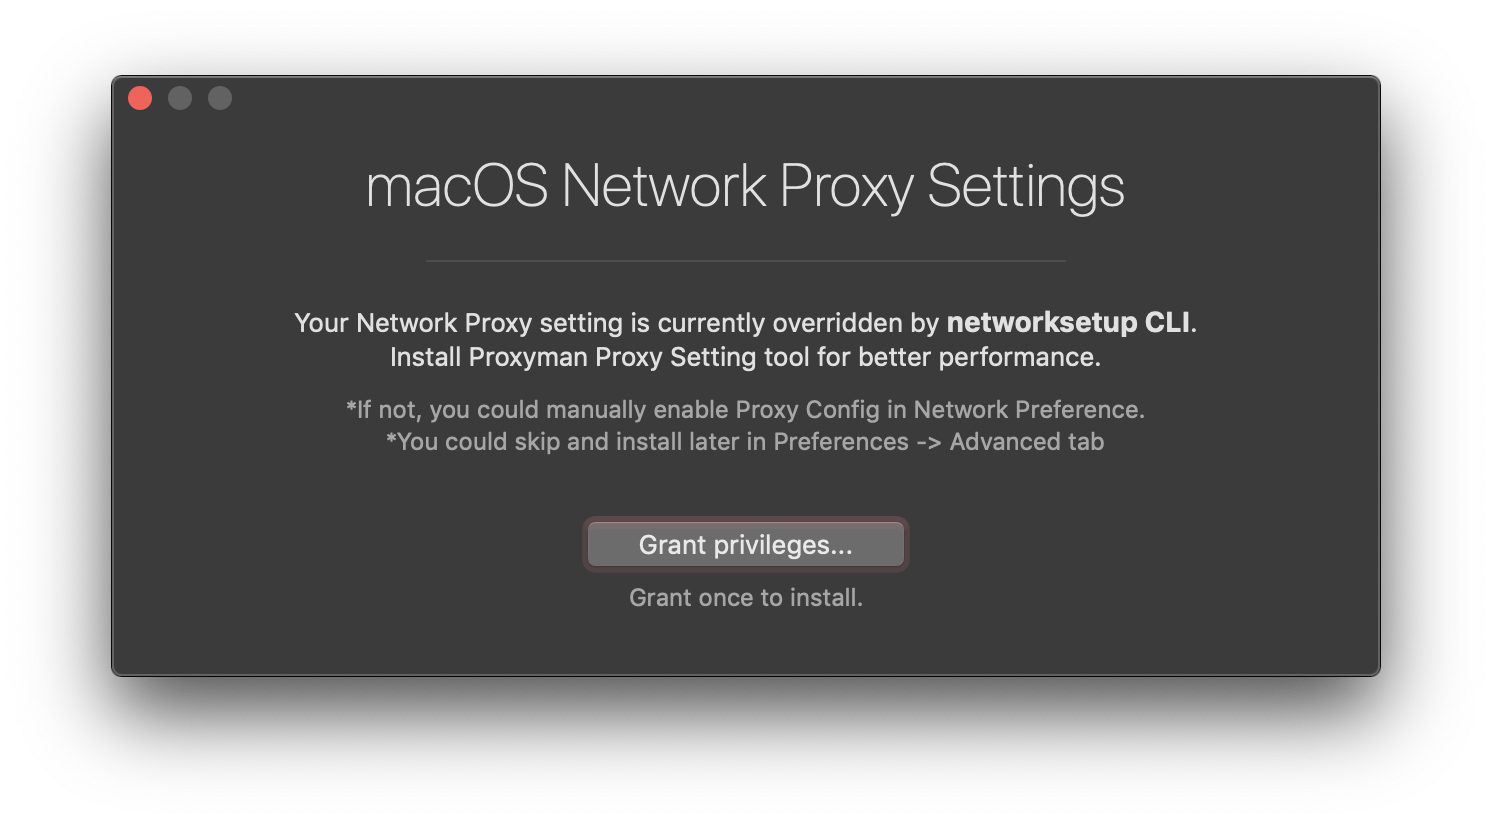 macOS Network Proxy Settings
Your Network Proxy setting is currently overridden by networksetup CLI.
Install Proxyman Proxy Setting tool for better performance.
*If not, you could manually enable Proxy Config in Network Preference.
*You could skip and install later in Preferences -> Advanced tab
Grant privileges...
Grant once to install.